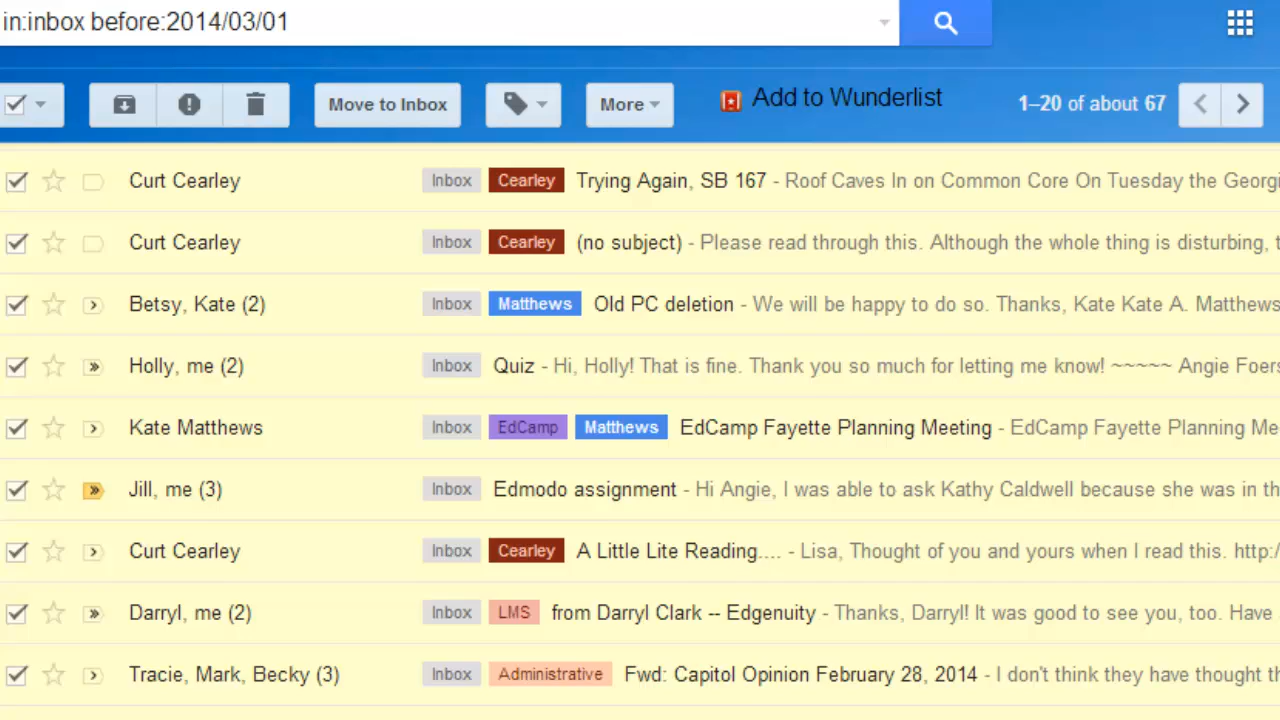 in:inbox before:2014/03/01
Move to Inbox More Add to Wunderlist 1–20 of about 67
Curt Cearley Inbox Cearley Trying Again, SB 167 - Roof Caves In on Common Core On Tuesday the Georgi
Curt Cearley Inbox Cearley (no subject) - Please read through this. Although the whole thing is disturbing, t
Betsy, Kate (2) Inbox Matthews Old PC deletion - We will be happy to do so. Thanks, Kate Kate A. Matthews
Holly, me (2) Inbox Quiz - Hi, Holly! That is fine. Thank you so much for letting me know! ~~~~~ Angie Foers
Kate Matthews Inbox EdCamp Matthews EdCamp Fayette Planning Meeting - EdCamp Fayette Planning Me
Jill, me (3) Inbox Edmodo assignment - Hi Angie, I was able to ask Kathy Caldwell because she was in th
Curt Cearley Inbox Cearley A Little Lite Reading.... - Lisa, Thought of you and yours when I read this. http:/
Darryl, me (2) Inbox LMS from Darryl Clark -- Edgenuity - Thanks, Darryl! It was good to see you, too. Have
Tracie, Mark, Becky (3) Inbox Administrative Fwd: Capitol Opinion February 28, 2014 - I don't think they have thought th